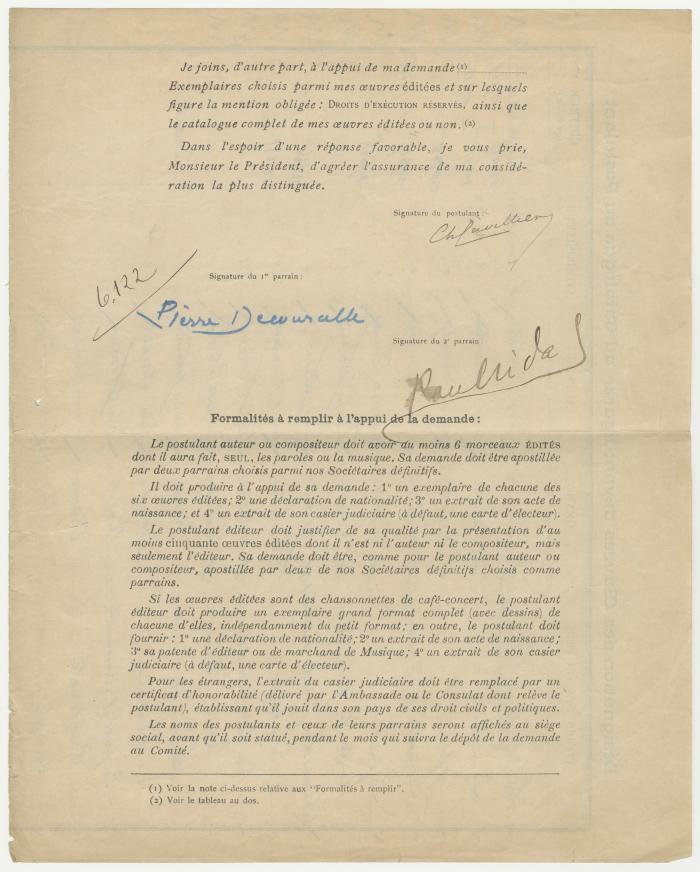 Je joins, d'autre part, à l'appui de ma demande (1)
Exemplaires choisis parmi mes œuvres éditées et sur lesquels
figure la mention obligée : DROITS D'EXÉCUTION RÉSERVÉS, ainsi que
le catalogue complet de mes œuvres éditées ou non. (2)
Dans l'espoir d'une réponse favorable, je vous prie,
Monsieur le Président, d'agréer l'assurance de ma considé-
ration la plus distinguée.
Signature du postulant :
Signature du 1er parrain :
6.122
Pierre Decourcelle
Signature du 2e parrain
Formalités à remplir à l'appui de la demande :
Le postulant auteur ou compositeur doit avoir au moins 6 morceaux ÉDITÉS
dont il aura fait, SEUL, les paroles ou la musique. Sa demande doit être apostillée
par deux parrains choisis parmi nos Sociétaires définitifs.
Il doit produire à l'appui de sa demande : 1º un exemplaire de chacune des
six œuvres éditées ; 2º une déclaration de nationalité ; 3º un extrait de son acte de
naissance ; et 4º un extrait de son casier judiciaire (à défaut, une carte d'électeur).
Le postulant éditeur doit justifier de sa qualité par la présentation d'au
moins cinquante œuvres éditées dont il n'est ni l'auteur ni le compositeur, mais
seulement l'éditeur. Sa demande doit être, comme pour le postulant auteur ou
compositeur, apostillée par deux de nos Sociétaires définitifs choisis comme
parrains.
Si les œuvres éditées sont des chansonnettes de café-concert, le postulant
éditeur doit produire un exemplaire grand format complet (avec dessins) de
chacune d'elles, indépendamment du petit format ; en outre, le postulant doit
fournir : 1º une déclaration de nationalité ; 2º un extrait de son acte de naissance ;
3º sa patente d'éditeur ou de marchand de Musique ; 4º un extrait de son casier
judiciaire (à défaut, une carte d'électeur).
Pour les étrangers, l'extrait du casier judiciaire doit être remplacé par un
certificat d'honorabilité (délivré par l'Ambassade ou le Consulat dont relève le
postulant), établissant qu'il jouit dans son pays de ses droit civils et politiques.
Les noms des postulants et ceux de leurs parrains seront affichés au siège
social, avant qu'il soit statué, pendant le mois qui suivra le dépôt de la demande
au Comité.
(1) Voir la note ci-dessus relative aux "Formalités à remplir".
(2) Voir le tableau au dos.